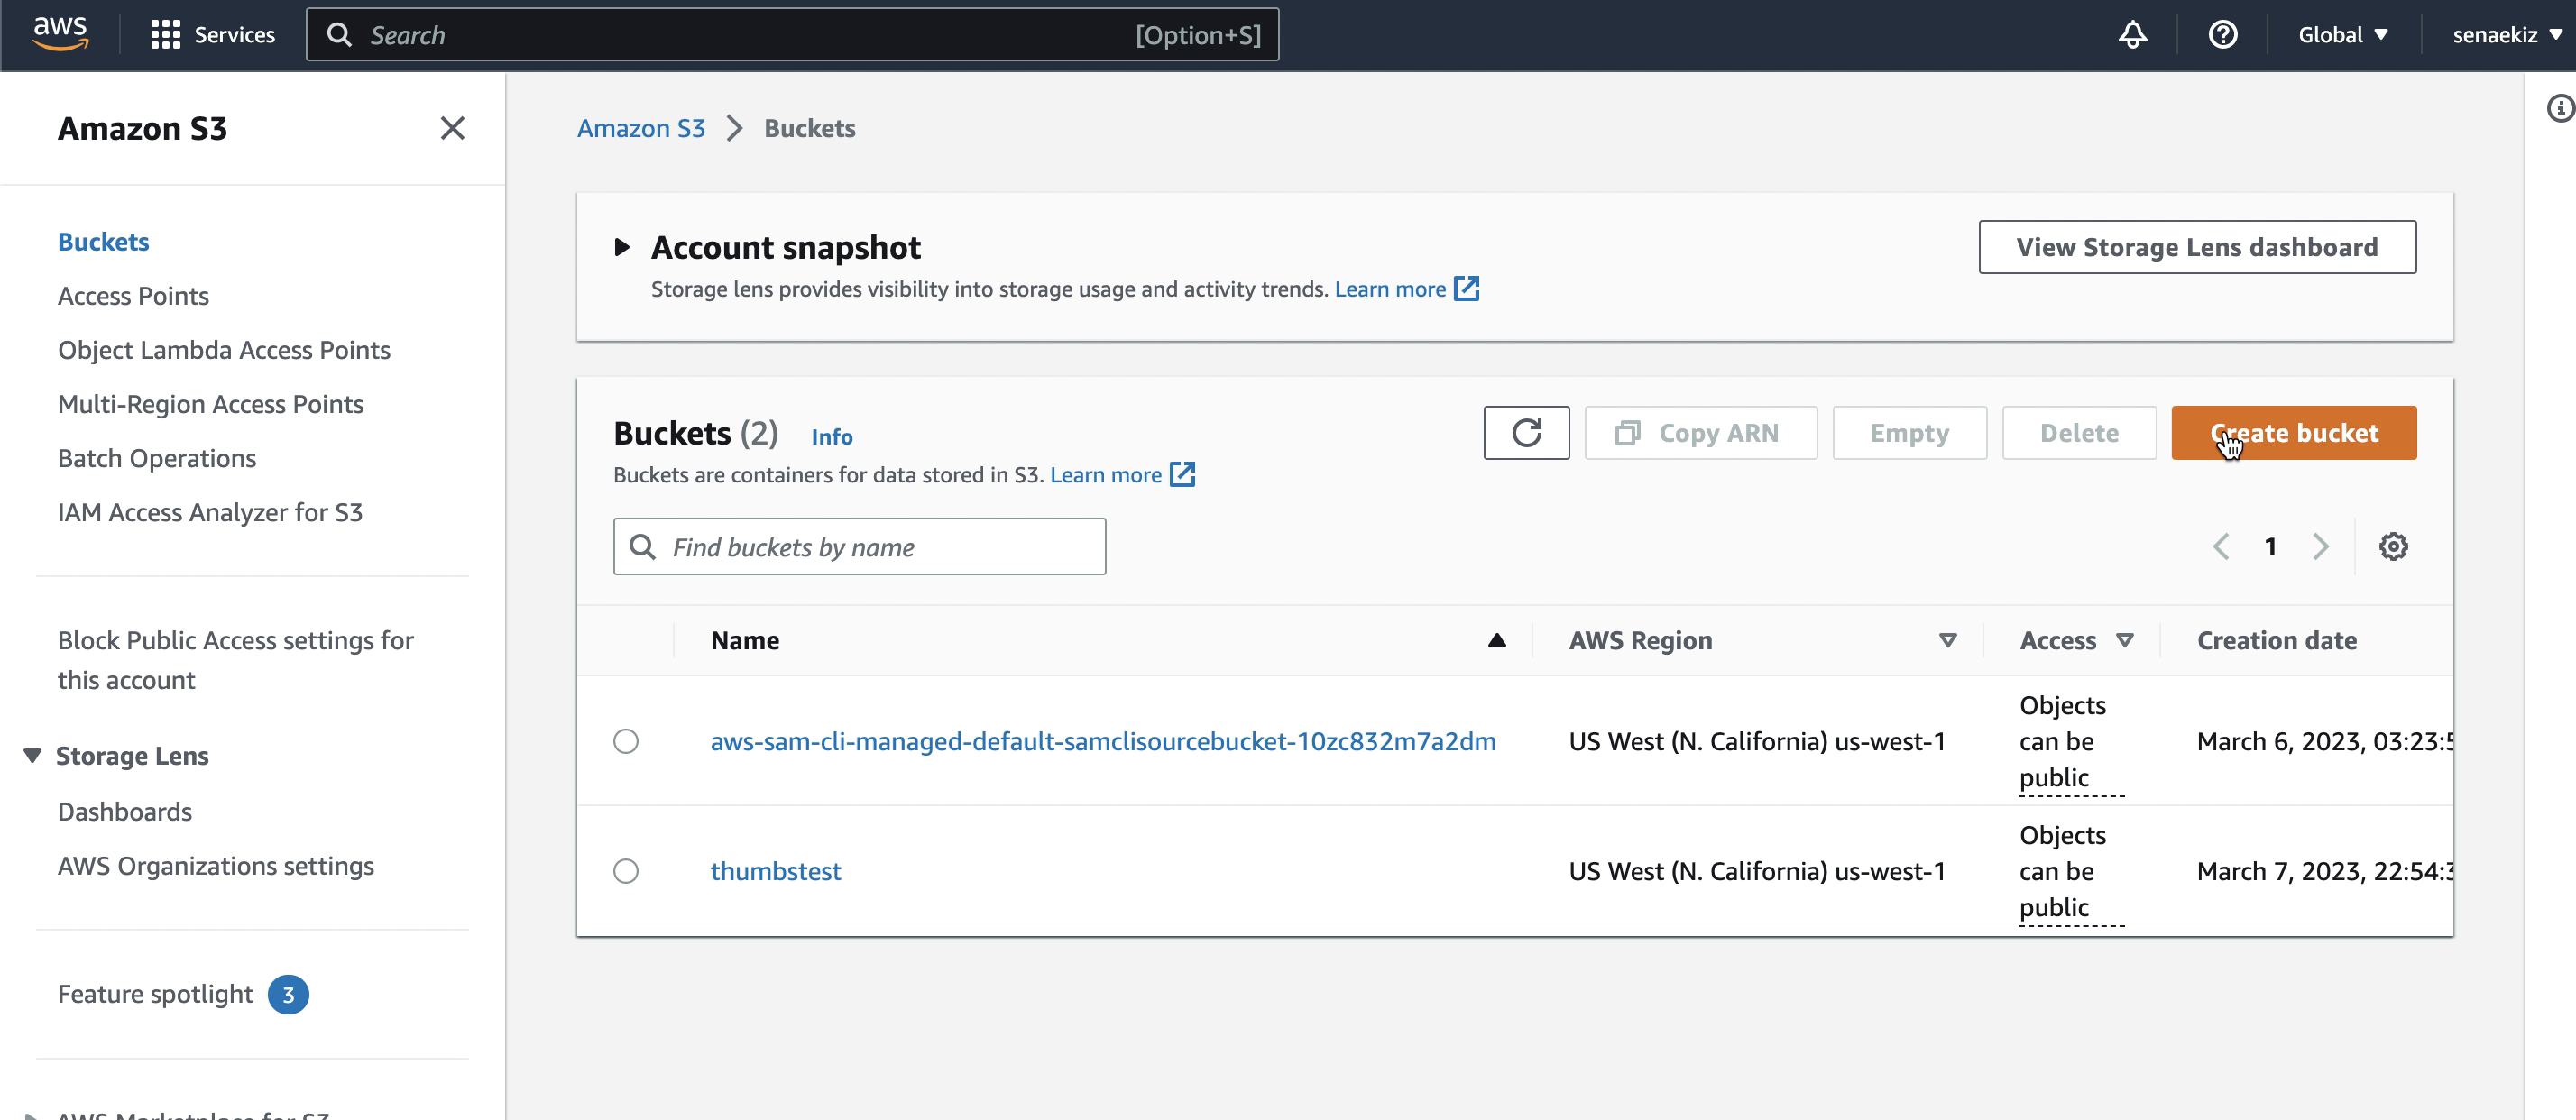 aws
Services
Search
[Option+S]
Global
senaekiz
Amazon S3
Buckets
Access Points
Object Lambda Access Points
Multi-Region Access Points
Batch Operations
IAM Access Analyzer for S3
Block Public Access settings for
this account
Storage Lens
Dashboards
AWS Organizations settings
Feature spotlight 3
AWS Marketplace for S3
Amazon S3 > Buckets
Account snapshot
View Storage Lens dashboard
Storage lens provides visibility into storage usage and activity trends. Learn more
Buckets (2) Info
Copy ARN
Empty
Delete
Create bucket
Buckets are containers for data stored in S3. Learn more
Find buckets by name
1
Name
AWS Region
Access
Creation date
aws-sam-cli-managed-default-samclisourcebucket-10zc832m7a2dm
US West (N. California) us-west-1
Objects
can be
public
March 6, 2023, 03:23:5
thumbstest
US West (N. California) us-west-1
Objects
can be
public
March 7, 2023, 22:54:3